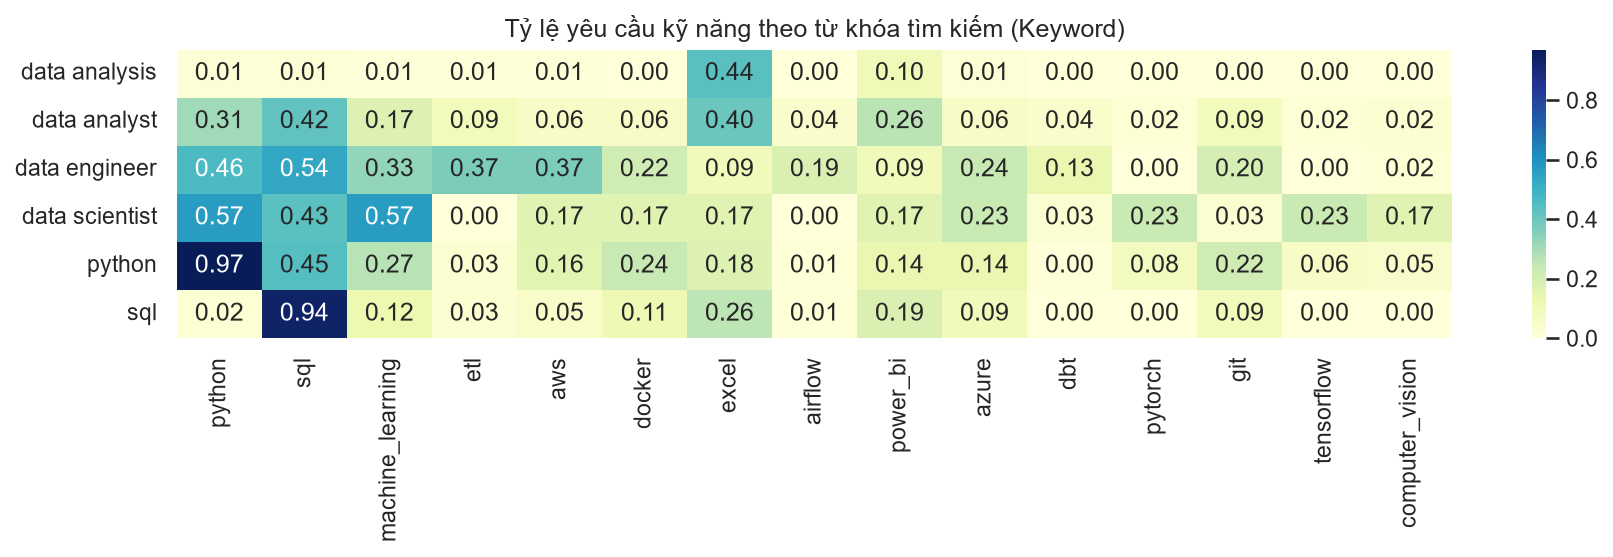 Tỷ lệ yêu cầu kỹ năng theo từ khóa tìm kiếm (Keyword)
data analysis 0.01 0.01 0.01 0.01 0.01 0.00 0.44 0.00 0.10 0.01 0.00 0.00 0.00 0.00 0.00
data analyst 0.31 0.42 0.17 0.09 0.06 0.06 0.40 0.04 0.26 0.06 0.04 0.02 0.09 0.02 0.02
data engineer 0.46 0.54 0.33 0.37 0.37 0.22 0.09 0.19 0.09 0.24 0.13 0.00 0.20 0.00 0.02
data scientist 0.57 0.43 0.57 0.00 0.17 0.17 0.17 0.00 0.17 0.23 0.03 0.23 0.03 0.23 0.17
python 0.97 0.45 0.27 0.03 0.16 0.24 0.18 0.01 0.14 0.14 0.00 0.08 0.22 0.06 0.05
sql 0.02 0.94 0.12 0.03 0.05 0.11 0.26 0.01 0.19 0.09 0.00 0.00 0.09 0.00 0.00
python
sql
machine_learning
etl
aws
docker
excel
airflow
power_bi
azure
dbt
pytorch
git
tensorflow
computer_vision
0.8
0.6
0.4
0.2
0.0